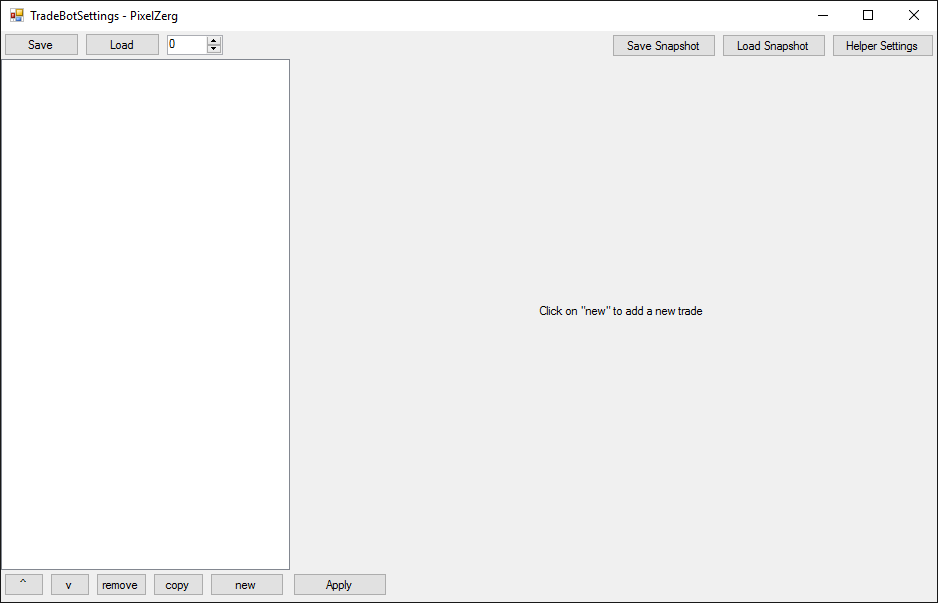 TradeBotSettings - PixelZerg
Save Load 0 Save Snapshot Load Snapshot Helper Settings
Click on "new" to add a new trade
^ v remove copy new Apply